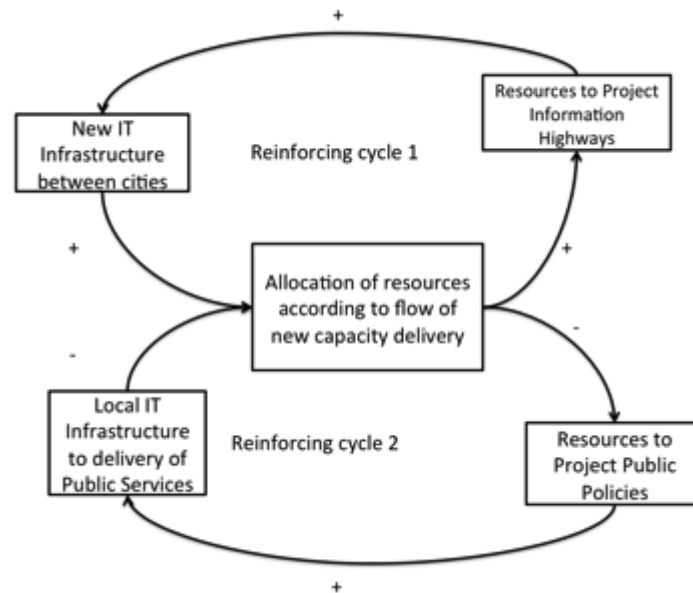 +
Resources to Project
Information
Highways
New IT
Infrastructure
between cities
Reinforcing cycle 1
+
+
Allocation of resources
according to flow of
new capacity delivery
-
-
Local IT
Infrastructure
to delivery of
Public Services
Reinforcing cycle 2
Resources to
Project Public
Policies
+